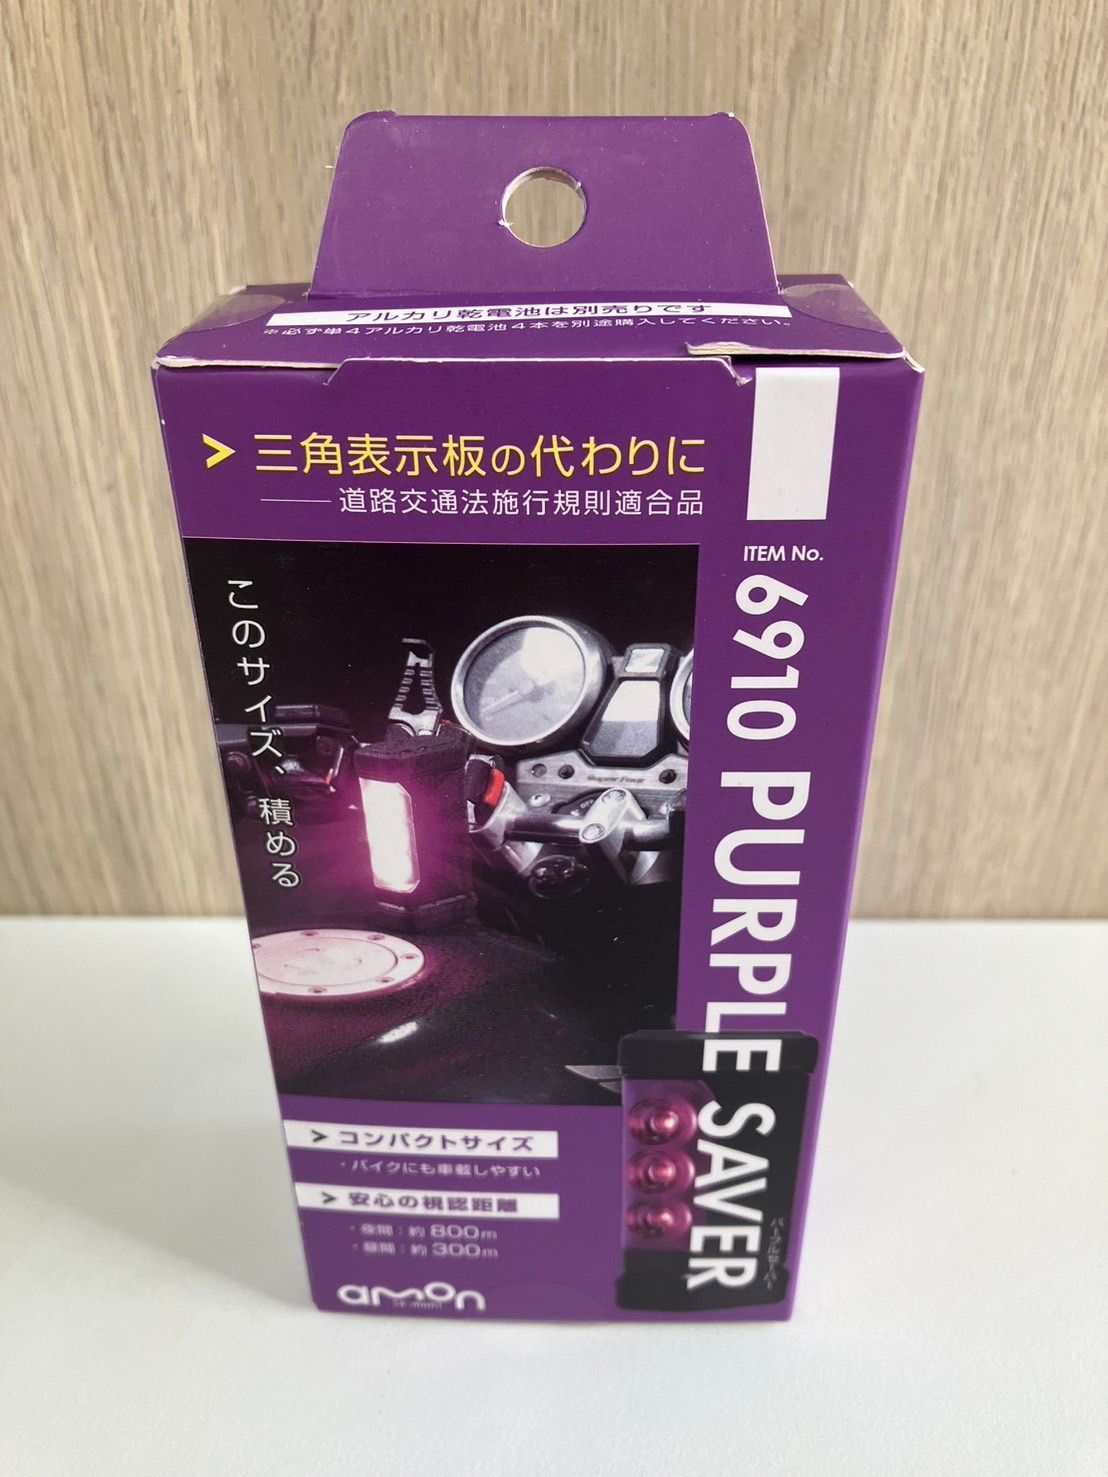 アルカリ乾電池は別売りです
※必ず単4アルカリ乾電池4本を別途購入してください。
三角表示板の代わりに
道路交通法施行規則適合品
このサイズ、積める
ITEM No.
6910 PURPLE SAVER
パープルセーバー
コンパクトサイズ
・バイクにも車載しやすい
安心の視認距離
・夜間：約800m
・昼間：約300m
amon